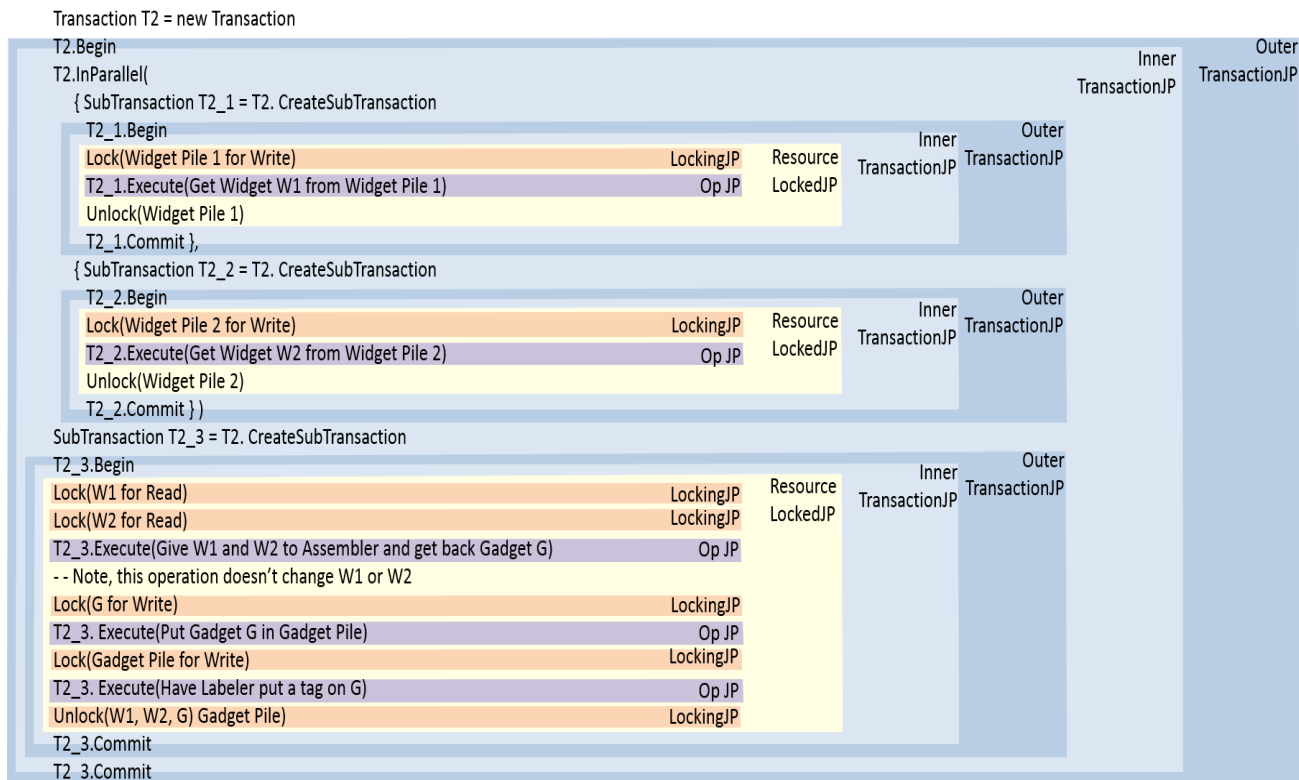 Transaction T2 = new Transaction
T2.Begin
Outer
TransactionJP
Inner
TransactionJP
T2.InParallel(
{ SubTransaction T2_1 = T2. CreateSubTransaction
T2_1.Begin
Inner
TransactionJP
Outer
TransactionJP
Lock(Widget Pile 1 for Write) LockingJP
Resource
LockedJP
T2_1.Execute(Get Widget W1 from Widget Pile 1) Op JP
Unlock(Widget Pile 1)
T2_1.Commit },
{ SubTransaction T2_2 = T2. CreateSubTransaction
T2_2.Begin
Inner
TransactionJP
Outer
TransactionJP
Lock(Widget Pile 2 for Write) LockingJP
Resource
LockedJP
T2_2.Execute(Get Widget W2 from Widget Pile 2) Op JP
Unlock(Widget Pile 2)
T2_2.Commit } )
SubTransaction T2_3 = T2. CreateSubTransaction
T2_3.Begin
Inner
TransactionJP
Outer
TransactionJP
Lock(W1 for Read) LockingJP
Resource
LockedJP
Lock(W2 for Read) LockingJP
T2_3.Execute(Give W1 and W2 to Assembler and get back Gadget G) Op JP
- - Note, this operation doesn't change W1 or W2
Lock(G for Write) LockingJP
T2_3. Execute(Put Gadget G in Gadget Pile) Op JP
Lock(Gadget Pile for Write) LockingJP
T2_3. Execute(Have Labeler put a tag on G) Op JP
Unlock(W1, W2, G) Gadget Pile) LockingJP
T2_3.Commit
T2_3.Commit